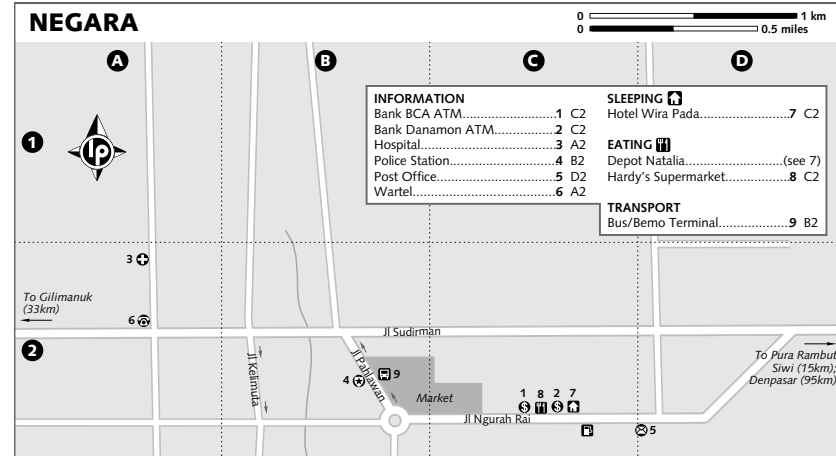 NEGARA
0 1 km
0 0.5 miles
A B C D
1
lp
INFORMATION
Bank BCA ATM.......................1 C2
Bank Danamon ATM...............2 C2
Hospital..................................3 A2
Police Station..........................4 B2
Post Office..............................5 D2
Wartel.....................................6 A2
SLEEPING
Hotel Wira Pada......................7 C2
EATING
Depot Natalia......................(see 7)
Hardy's Supermarket...............8 C2
TRANSPORT
Bus/Bemo Terminal.................9 B2
3
To Gilimanuk
(33km)
6
Jl Sudirman
2
Jl Kelimuta
Jl Pahlawan
4
9
Market
1 8 2 7
$ $
Jl Ngurah Rai
5
To Pura Rambut
Siwi (15km);
Denpasar (95km)